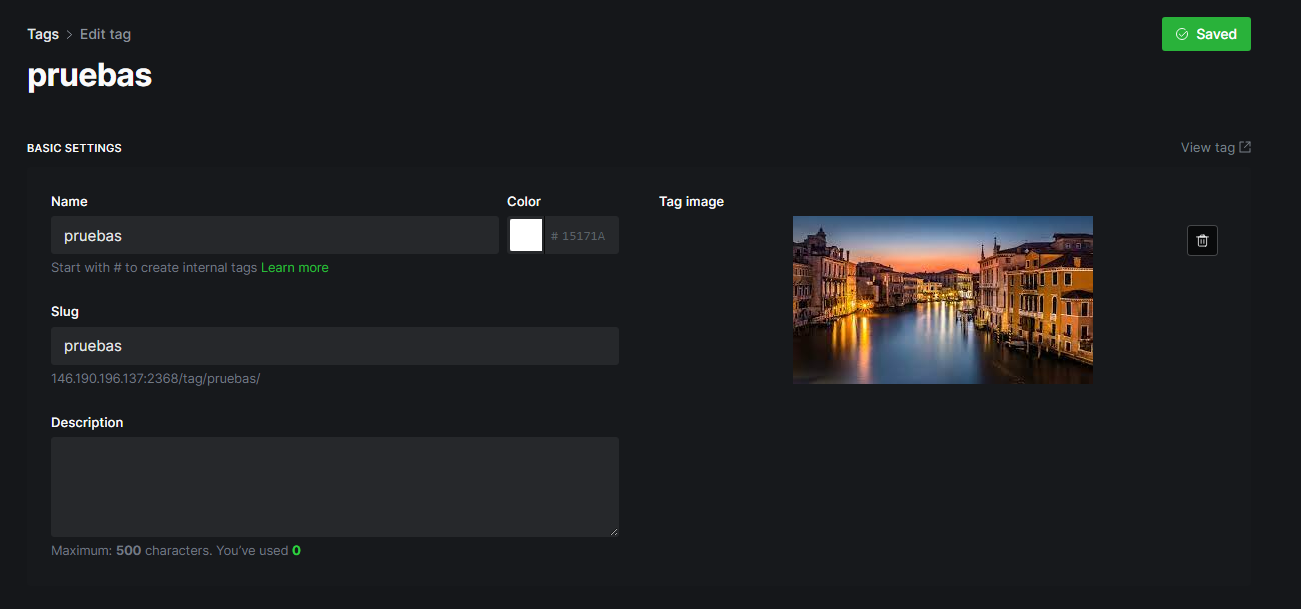 Tags > Edit tag
Saved
pruebas
BASIC SETTINGS
View tag
Name
Color
Tag image
pruebas
# 15171A
Start with # to create internal tags Learn more
Slug
pruebas
146.190.196.137:2368/tag/pruebas/
Description
Maximum: 500 characters. You’ve used 0